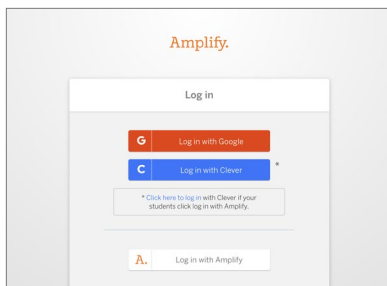 Amplify.
Log in
G Log in with Google
C Log in with Clever *
* Click here to log in with Clever if your
students click log in with Amplify.
A. Log in with Amplify